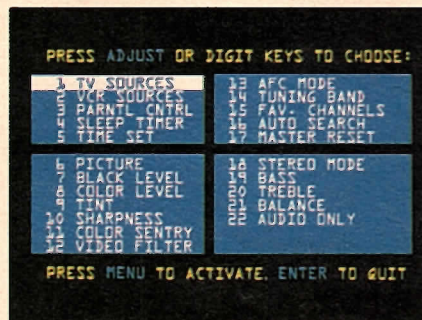 PRESS ADJUST OR DIGIT KEYS TO CHOOSE:
1 TV SOURCES
2 VCR SOURCES
3 PARNTL CNTRL
4 SLEEP TIMER
5 TIME SET
13 AFC MODE
14 TUNING BAND
15 FAV. CHANNELS
16 AUTO SEARCH
17 MASTER RESET
6 PICTURE
7 BLACK LEVEL
8 COLOR LEVEL
9 TINT
10 SHARPNESS
11 COLOR SENTRY
12 VIDEO FILTER
18 STEREO MODE
19 BASS
20 TREBLE
21 BALANCE
22 AUDIO ONLY
PRESS MENU TO ACTIVATE, ENTER TO QUIT